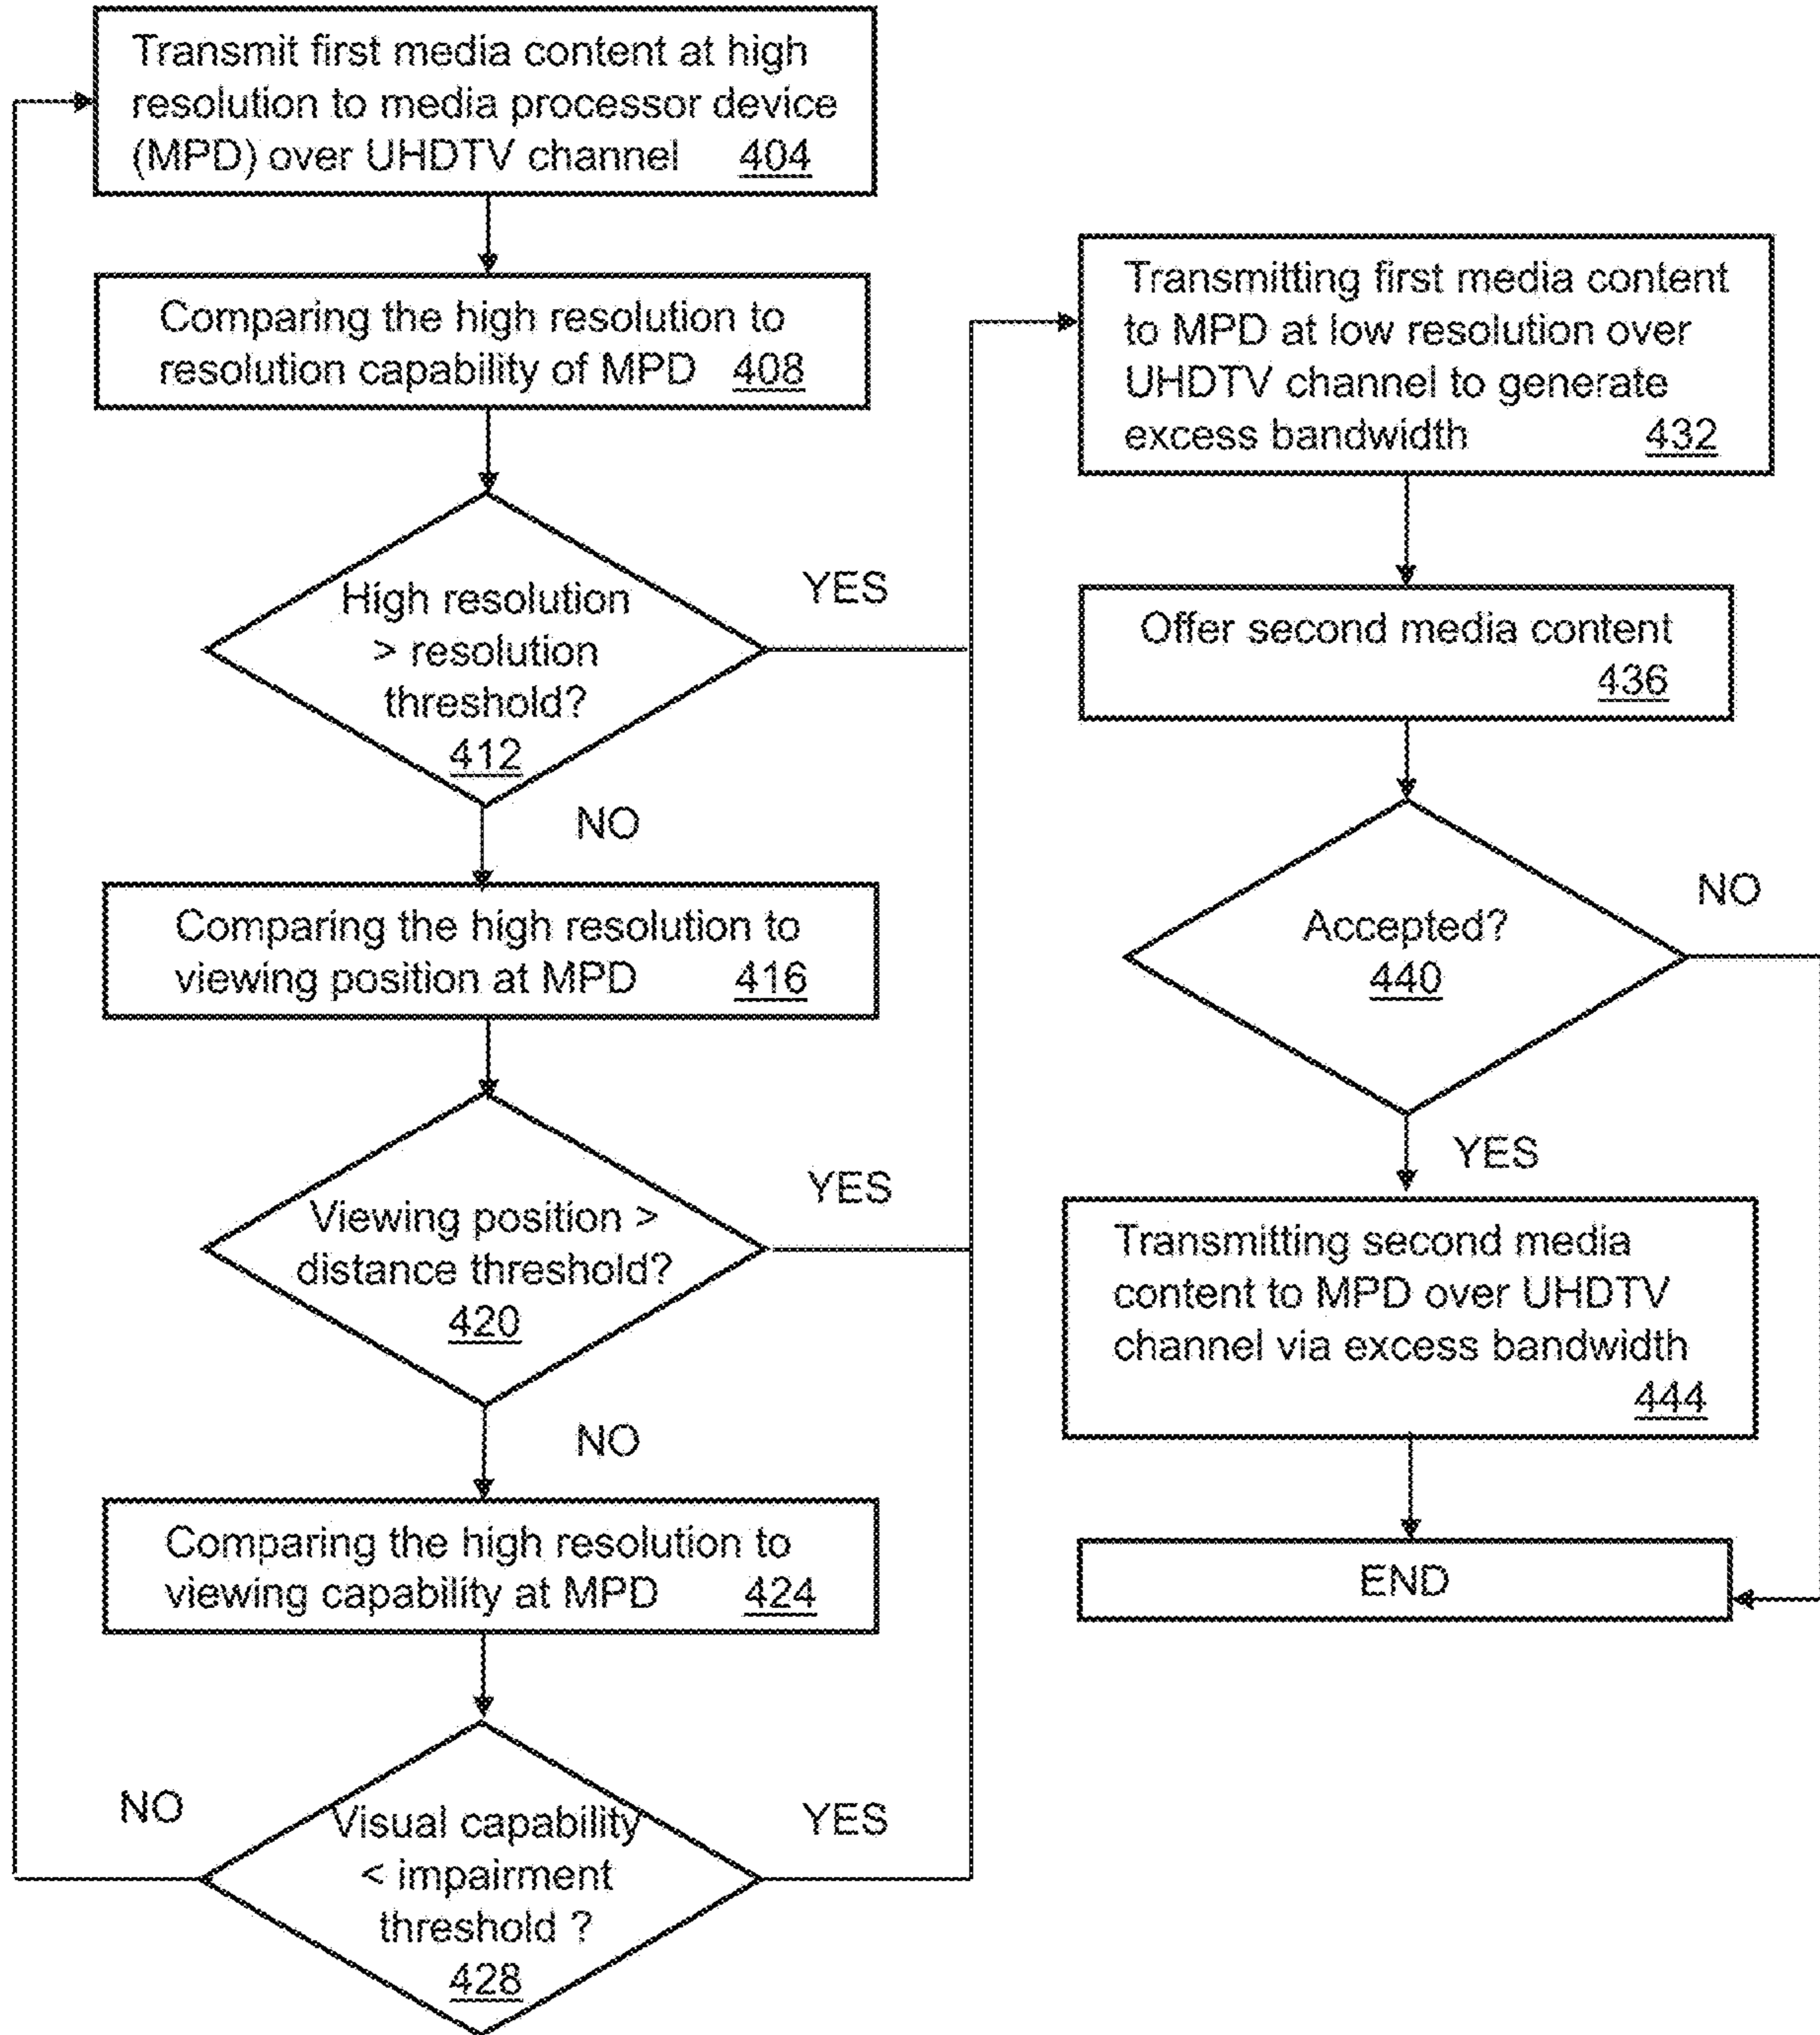 Transmit first media content at high
resolution to media processor device
(MPD) over UHDTV channel 404
Comparing the high resolution to
resolution capability of MPD 408
High resolution
> resolution
threshold?
412
YES
NO
Comparing the high resolution to
viewing position at MPD 416
Viewing position >
distance threshold?
420
YES
NO
Comparing the high resolution to
viewing capability at MPD 424
Visual capability
< impairment
threshold ?
428
NO
YES
Transmitting first media content
to MPD at low resolution over
UHDTV channel to generate
excess bandwidth 432
Offer second media content
436
Accepted?
440
NO
YES
Transmitting second media
content to MPD over UHDTV
channel via excess bandwidth
444
END